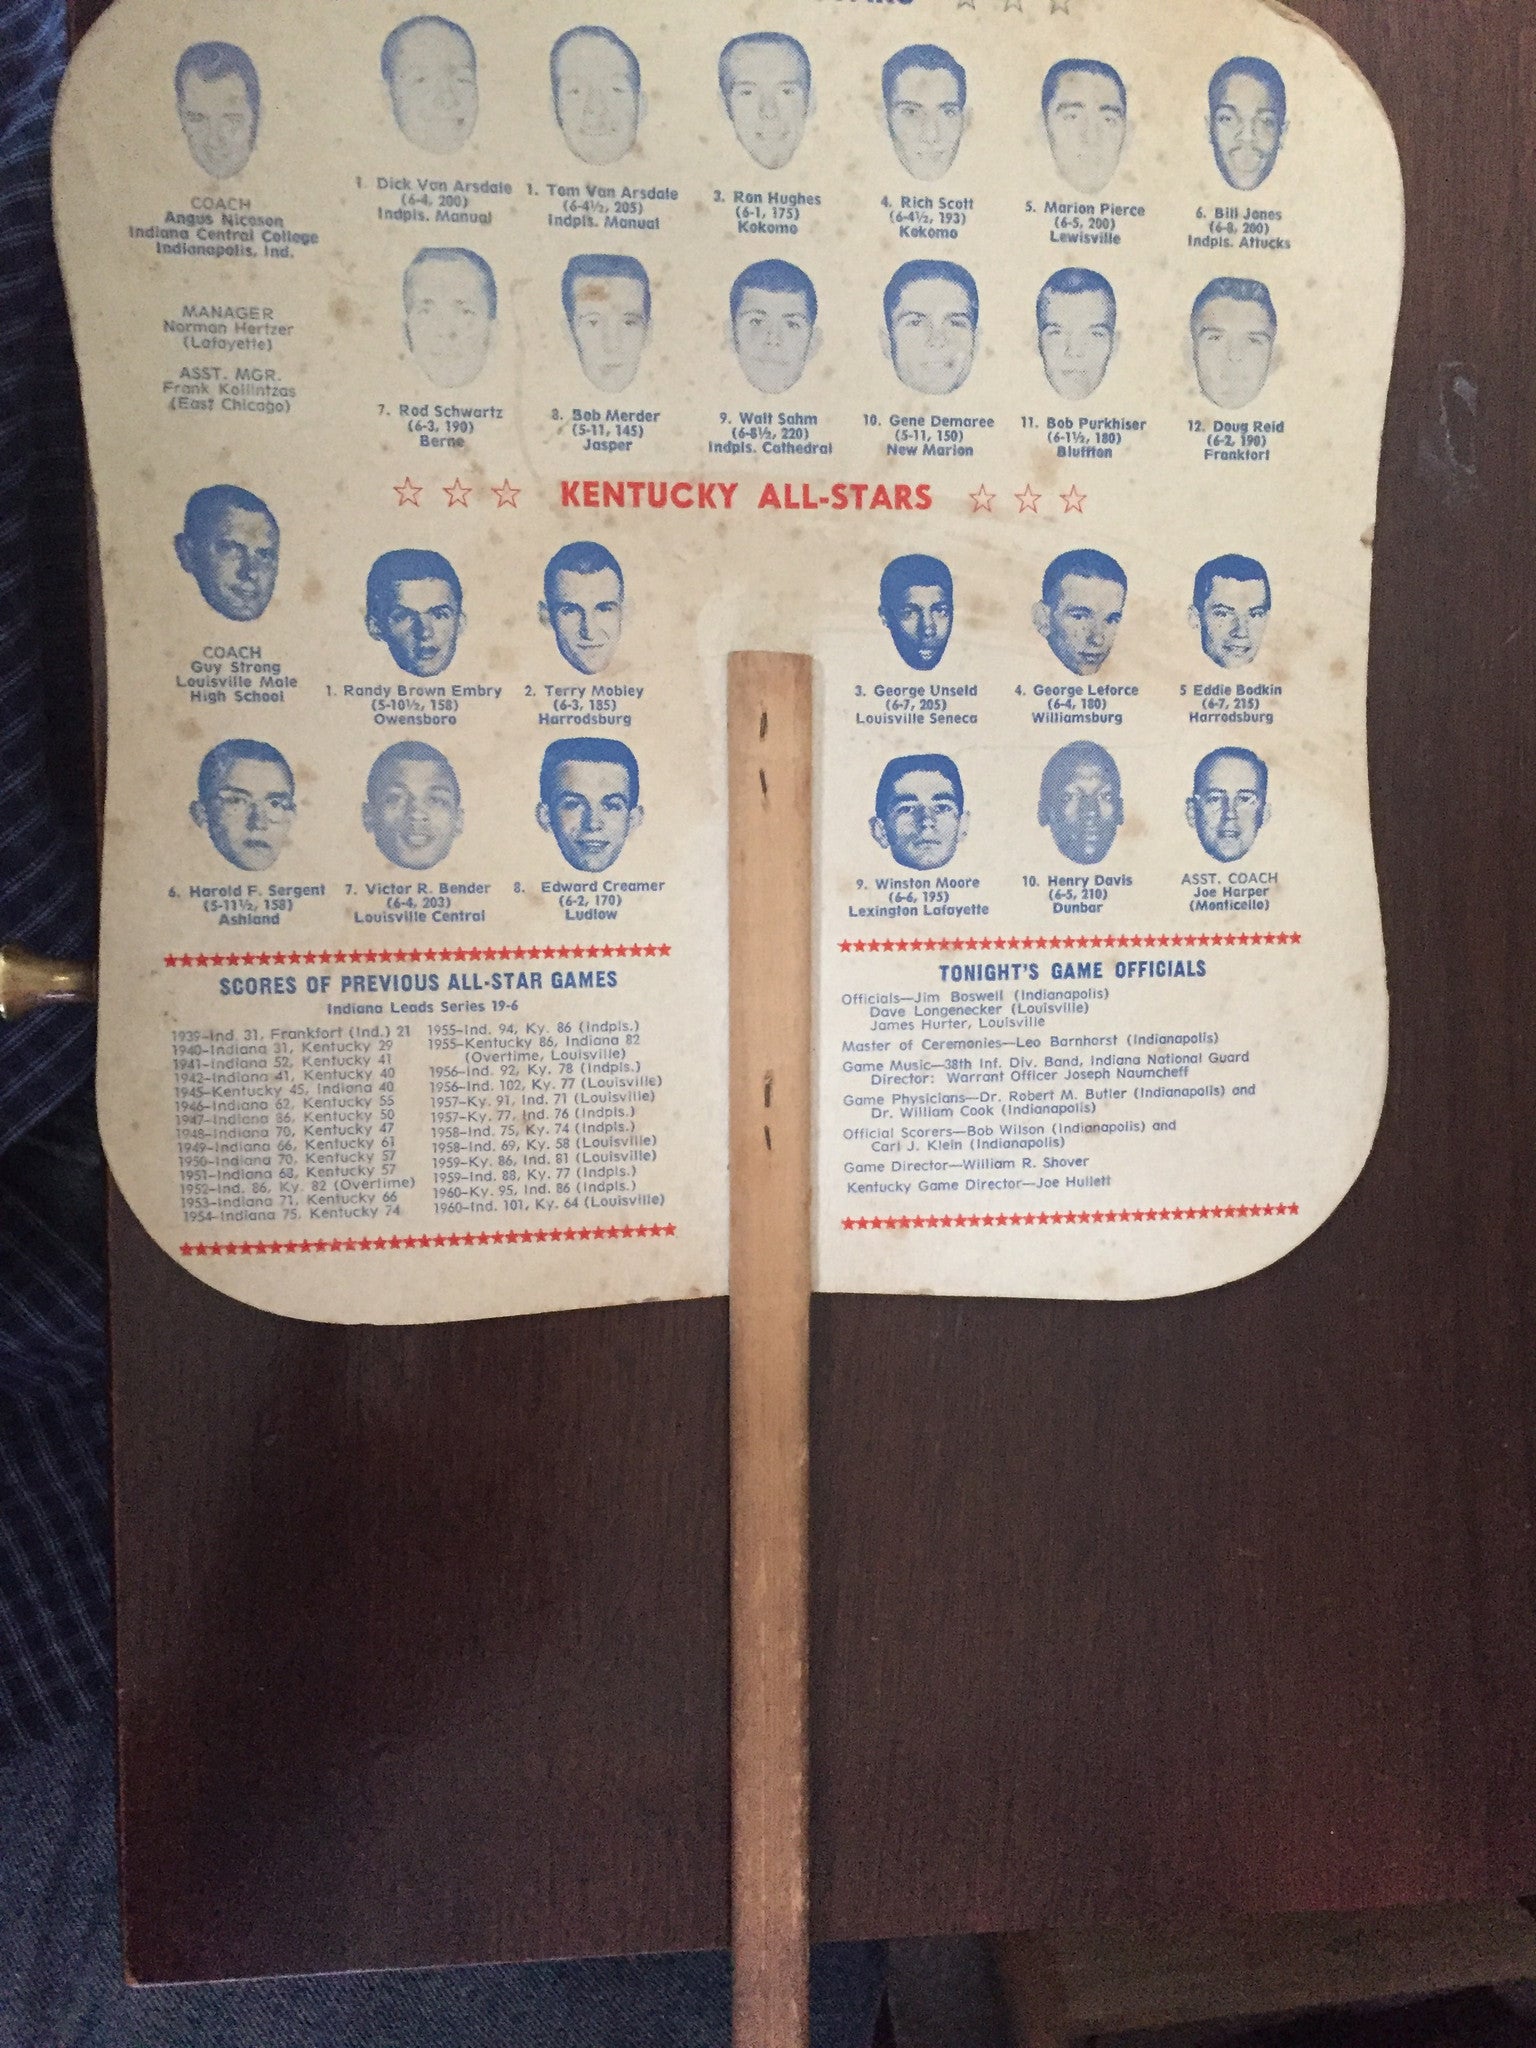 ☆ ☆ ☆
COACH
Angus Nicoson
Indiana Central College
Indianapolis, Ind.
1. Dick Van Arsdale
(6-4, 200)
Indpls. Manual
1. Tom Van Arsdale
(6-4½, 205)
Indpls. Manual
3. Ron Hughes
(6-1, 175)
Kokomo
4. Rich Scott
(6-4½, 193)
Kokomo
5. Marion Pierce
(6-5, 200)
Lewisville
6. Bill Jones
(6-8, 200)
Indpls. Attucks
MANAGER
Norman Hertzer
(Lafayette)
ASST. MGR.
Frank Kollintzas
(East Chicago)
7. Rod Schwartz
(6-3, 190)
Berne
8. Bob Merder
(5-11, 145)
Jasper
9. Walt Sahm
(6-8½, 220)
Indpls. Cathedral
10. Gene Demaree
(5-11, 150)
New Marion
11. Bob Purkhiser
(6-1½, 180)
Bluffton
12. Doug Reid
(6-2, 190)
Frankfort
☆ ☆ ☆ KENTUCKY ALL-STARS ☆ ☆ ☆
COACH
Guy Strong
Louisville Male
High School
1. Randy Brown Embry
(5-10½, 158)
Owensboro
2. Terry Mobley
(6-3, 185)
Harrodsburg
3. George Unseld
(6-7, 205)
Louisville Seneca
4. George Leforce
(6-4, 180)
Williamsburg
5 Eddie Bodkin
(6-7, 215)
Harrodsburg
6. Harold F. Sergent
(5-11½, 158)
Ashland
7. Victor R. Bender
(6-4, 203)
Louisville Central
8. Edward Creamer
(6-2, 170)
Ludlow
9. Winston Moore
(6-6, 195)
Lexington Lafayette
10. Henry Davis
(6-5, 210)
Dunbar
ASST. COACH
Joe Harper
(Monticello)
SCORES OF PREVIOUS ALL-STAR GAMES
Indiana Leads Series 19-6
1939-Ind. 31, Frankfort (Ind.) 21
1940-Indiana 31, Kentucky 29
1941-Indiana 52, Kentucky 41
1942-Indiana 41, Kentucky 40
1945-Kentucky 45, Indiana 40
1946-Indiana 62, Kentucky 55
1947-Indiana 86, Kentucky 50
1948-Indiana 70, Kentucky 47
1949-Indiana 66, Kentucky 61
1950-Indiana 70, Kentucky 57
1951-Indiana 68, Kentucky 57
1952-Ind. 86, Ky. 82 (Overtime)
1953-Indiana 71, Kentucky 66
1954-Indiana 75, Kentucky 74
1955-Ind. 94, Ky. 86 (Indpls.)
1955-Kentucky 86, Indiana 82
(Overtime, Louisville)
1956-Ind. 92, Ky. 78 (Indpls.)
1956-Ind. 102, Ky. 77 (Louisville)
1957-Ky. 91, Ind. 71 (Louisville)
1957-Ky. 77, Ind. 76 (Indpls.)
1958-Ind. 75, Ky. 74 (Indpls.)
1958-Ind. 69, Ky. 58 (Louisville)
1959-Ky. 86, Ind. 81 (Louisville)
1959-Ind. 88, Ky. 77 (Indpls.)
1960-Ky. 95, Ind. 86 (Indpls.)
1960-Ind. 101, Ky. 64 (Louisville)
TONIGHT'S GAME OFFICIALS
Officials—Jim Boswell (Indianapolis)
Dave Longenecker (Louisville)
James Hurter, Louisville
Master of Ceremonies—Leo Barnhorst (Indianapolis)
Game Music—38th Inf. Div. Band, Indiana National Guard
Director: Warrant Officer Joseph Naumcheff
Game Physicians—Dr. Robert M. Butler (Indianapolis) and
Dr. William Cook (Indianapolis)
Official Scorers—Bob Wilson (Indianapolis) and
Carl J. Klein (Indianapolis)
Game Director—William R. Shover
Kentucky Game Director—Joe Hullett